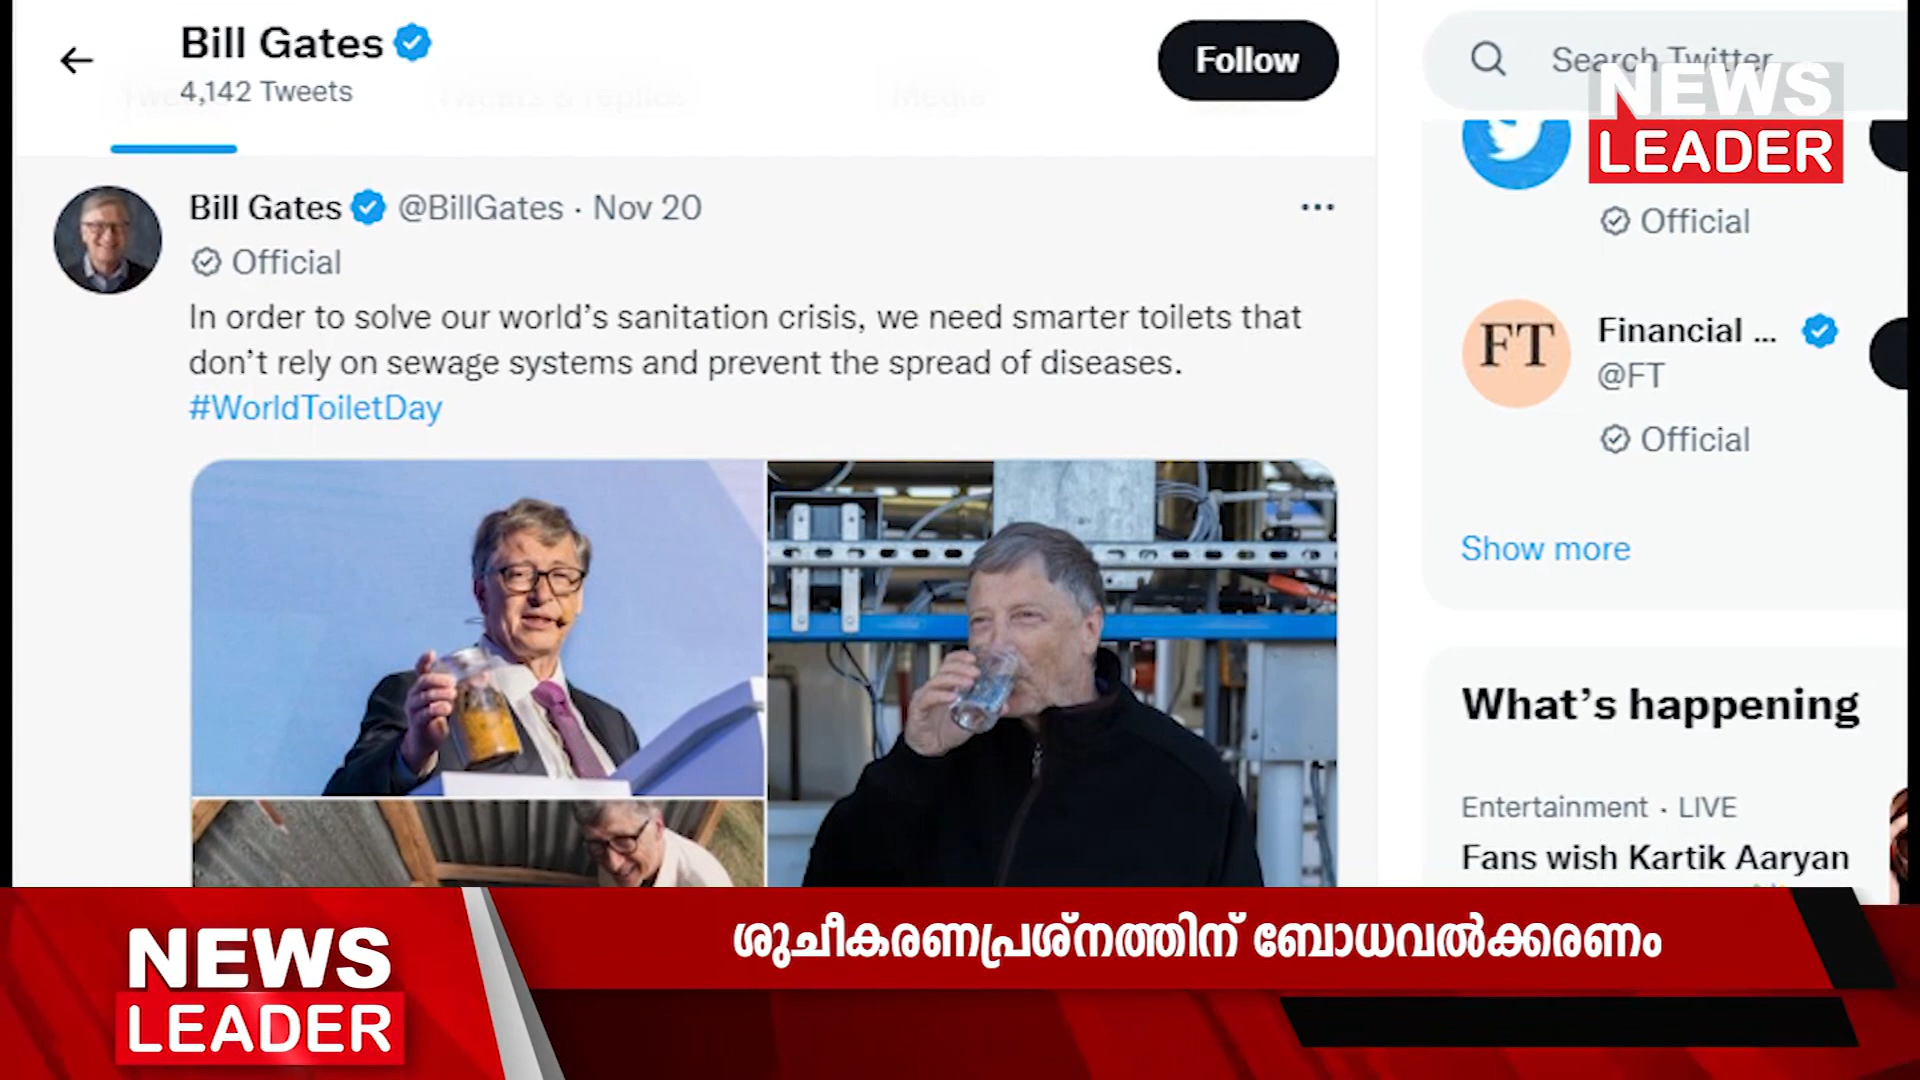 Bill Gates
4,142 Tweets
Follow
Search Twitter
NEWS
LEADER
Bill Gates @BillGates · Nov 20
Official
In order to solve our world’s sanitation crisis, we need smarter toilets that
don’t rely on sewage systems and prevent the spread of diseases.
#WorldToiletDay
Official
FT
Financial ...
@FT
Official
Show more
What’s happening
Entertainment · LIVE
Fans wish Kartik Aaryan
NEWS
LEADER
ശുചീകരണപ്രശ്നത്തിന് ബോധവൽക്കരണം